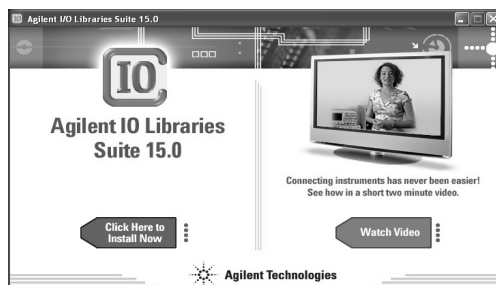 Agilent I/O Libraries Suite 15.0
IO
Agilent IO Libraries
Suite 15.0
Click Here to
Install Now
Connecting instruments has never been easier!
See how in a short two minute video.
Watch Video
Agilent Technologies